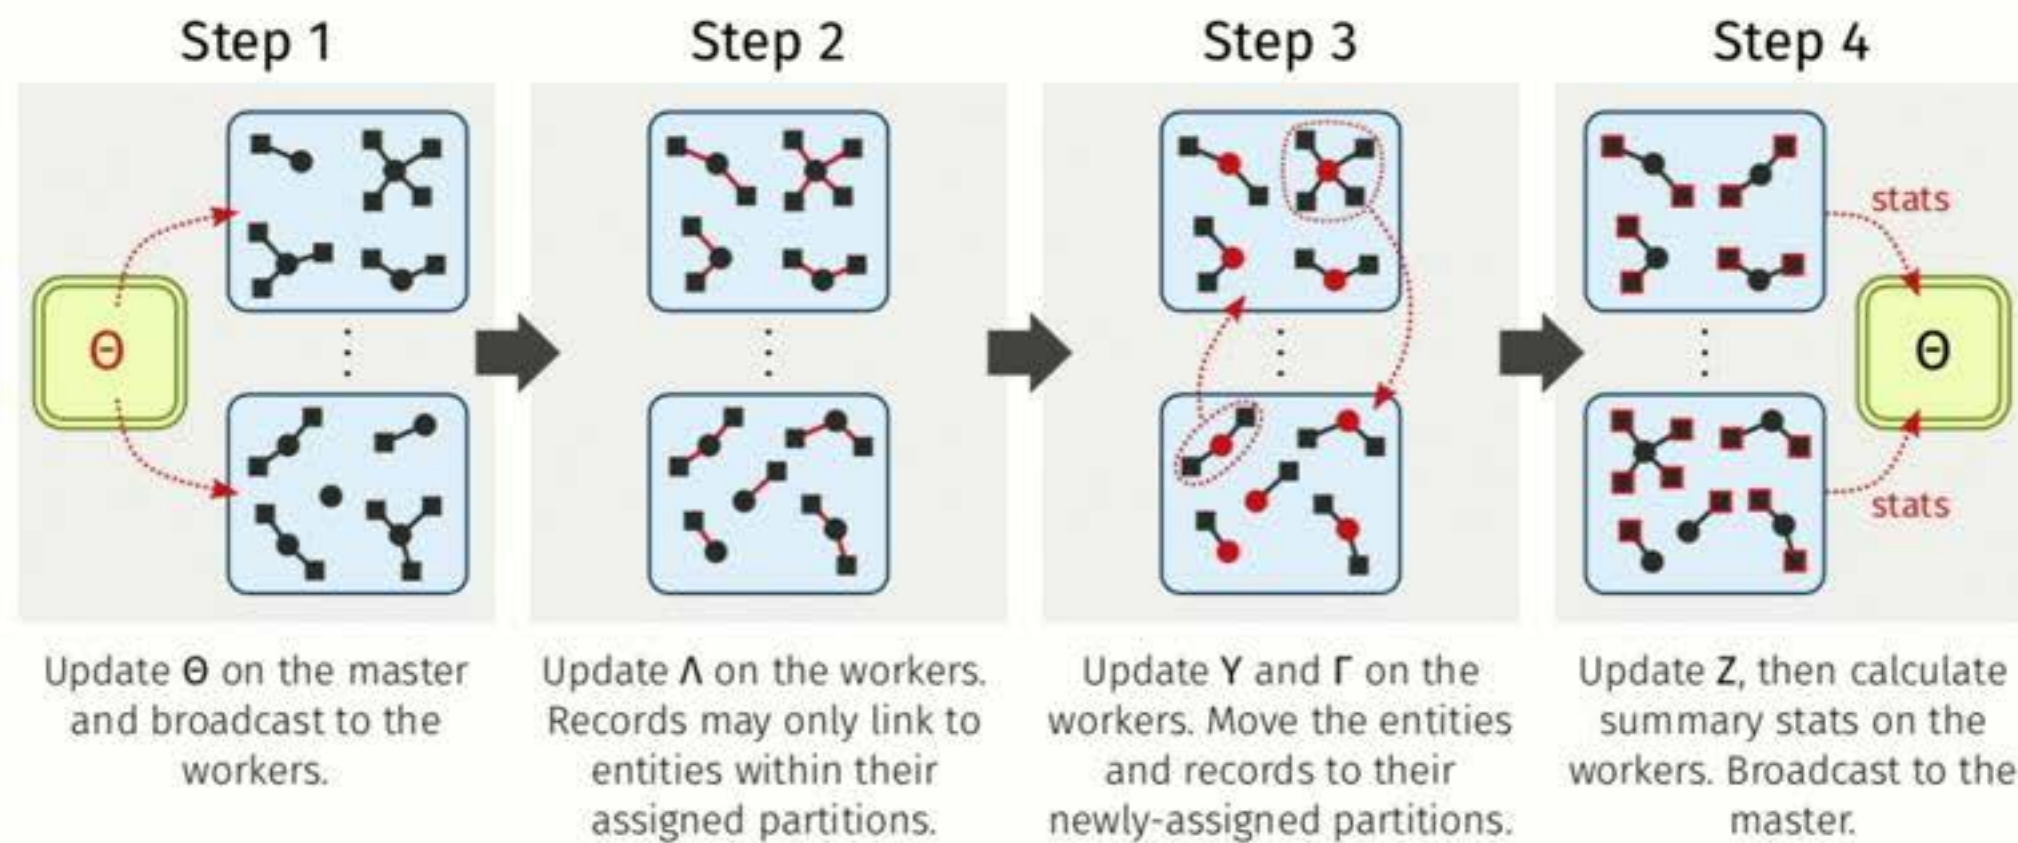 Step 1
Step 2
Step 3
Step 4
Θ
stats
Θ
stats
Update Θ on the master
and broadcast to the
workers.
Update Λ on the workers.
Records may only link to
entities within their
assigned partitions.
Update Υ and Γ on the
workers. Move the entities
and records to their
newly-assigned partitions.
Update Z, then calculate
summary stats on the
workers. Broadcast to the
master.